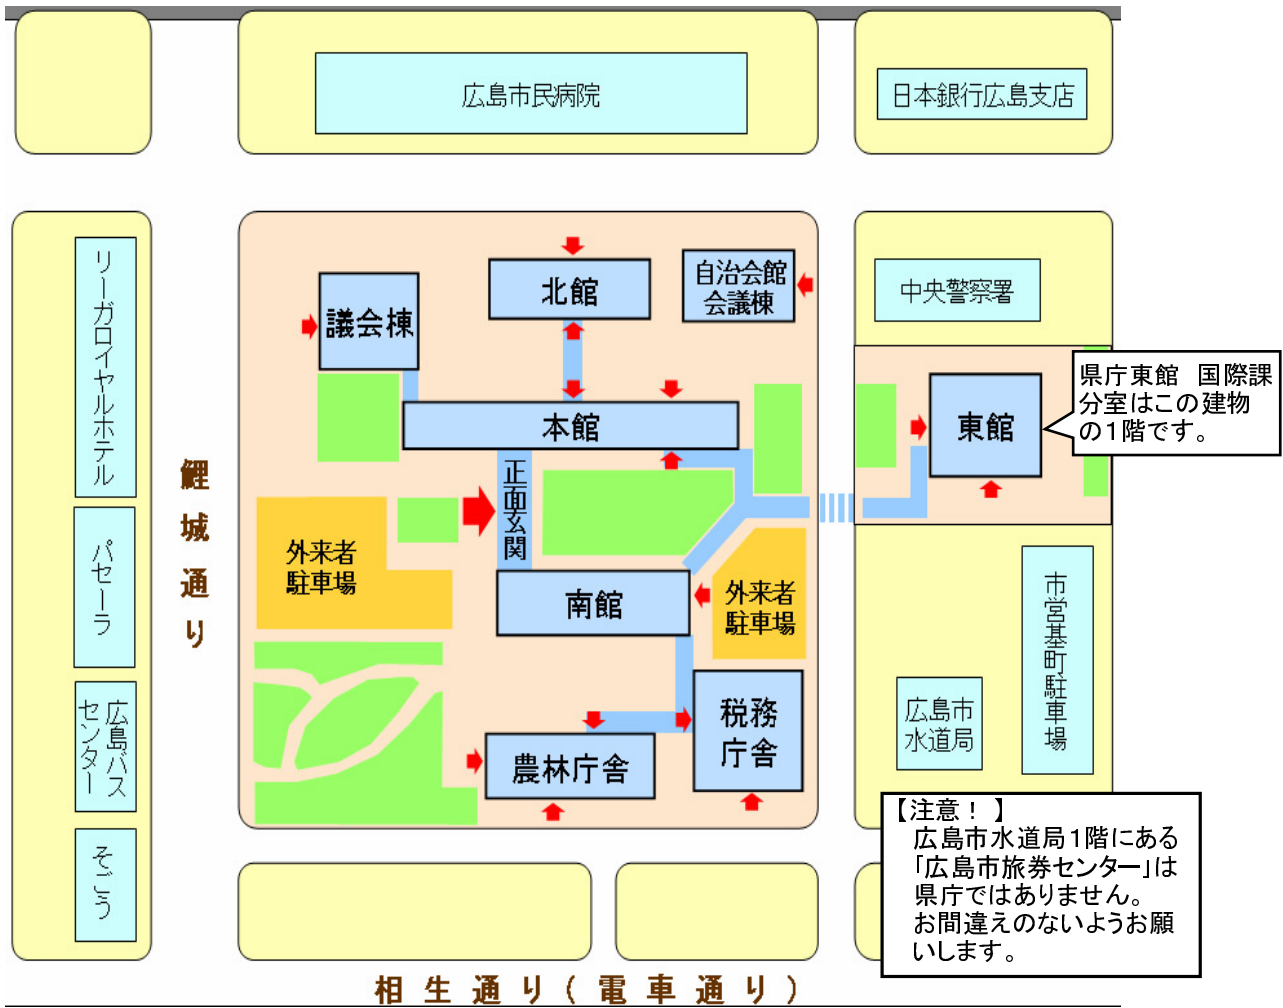 広島市民病院
日本銀行広島支店
リーガロイヤルホテル
パセーラ
広島バス
センター
そごう
鯉城通り
議会棟
北館
自治会館
会議棟
本館
正面玄関
外来者
駐車場
南館
外来者
駐車場
税務
庁舎
農林庁舎
中央警察署
東館
県庁東館 国際課
分室はこの建物
の1階です。
市営基町駐車場
広島市
水道局
【注意！】
広島市水道局1階にある
「広島市旅券センター」は
県庁ではありません。
お間違えのないようお願
いします。
相生通り(電車通り)